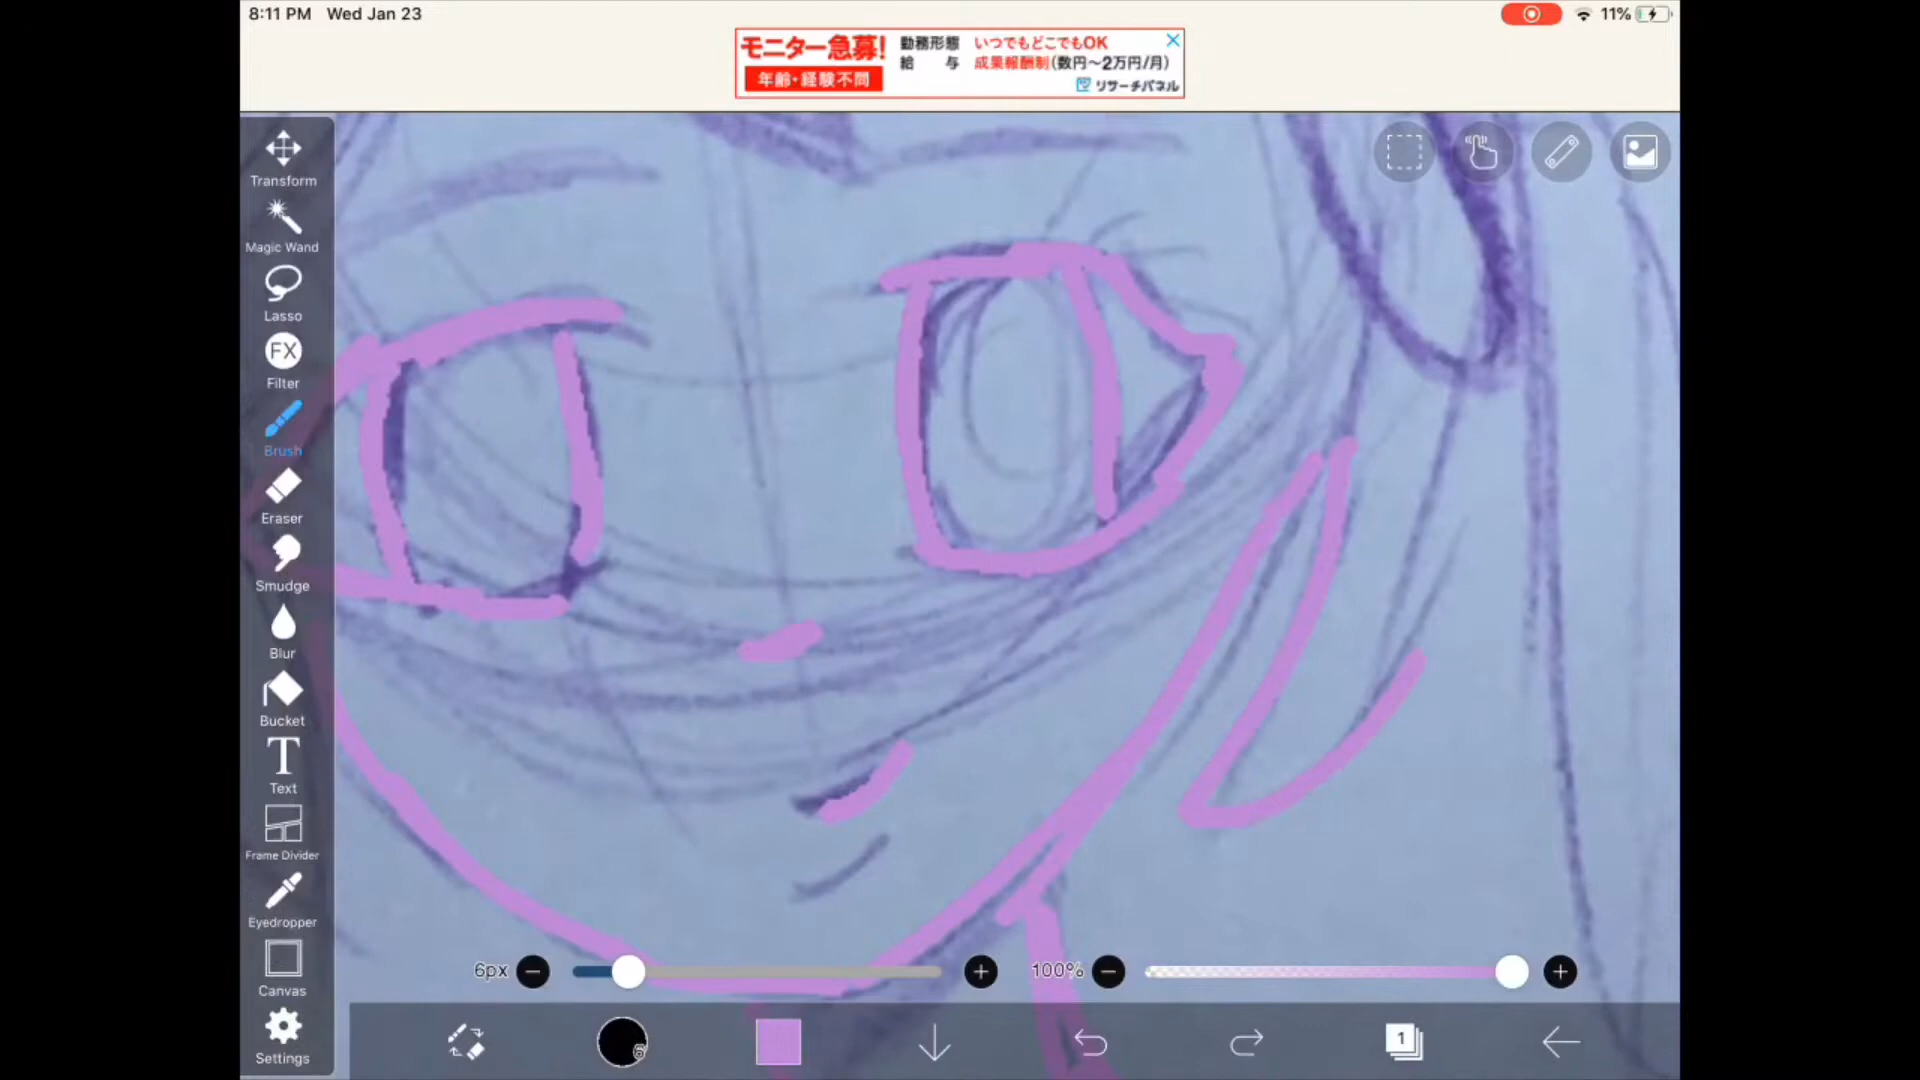 8:11 PM Wed Jan 23
11%
モニター急募!
年齢・経験不問
勤務形態 いつでもどこでもOK
給 与 成果報酬制(数円〜2万円/月)
リサーチパネル
Transform
Magic Wand
Lasso
FX
Filter
Brush
Eraser
Smudge
Blur
Bucket
T
Text
Frame Divider
Eyedropper
Canvas
Settings
6px
100%
6
1